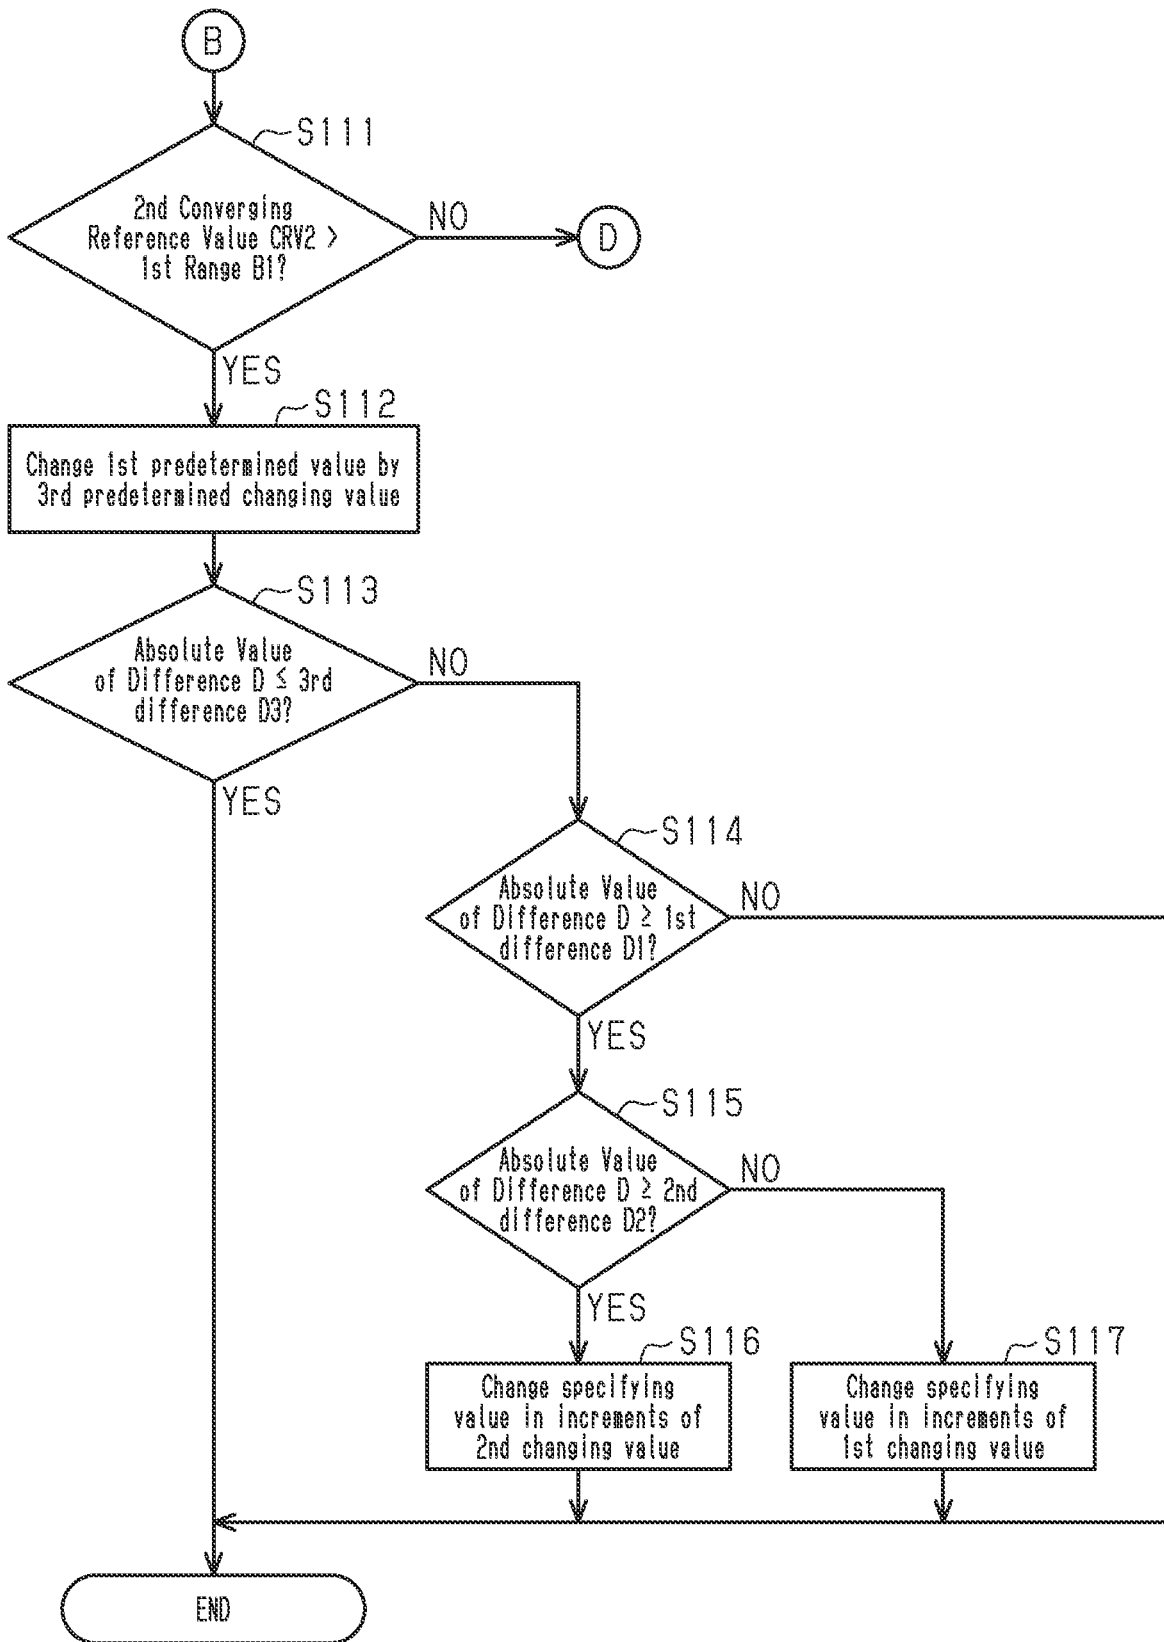 B
S111
2nd Converging
Reference Value CRV2 >
1st Range B1?
NO
D
YES
S112
Change 1st predetermined value by
3rd predetermined changing value
S113
Absolute Value
of Difference D ≤ 3rd
difference D3?
NO
YES
S114
Absolute Value
of Difference D ≥ 1st
difference D1?
NO
YES
S115
Absolute Value
of Difference D ≥ 2nd
difference D2?
NO
YES
S116
Change specifying
value in increments of
2nd changing value
S117
Change specifying
value in increments of
1st changing value
END